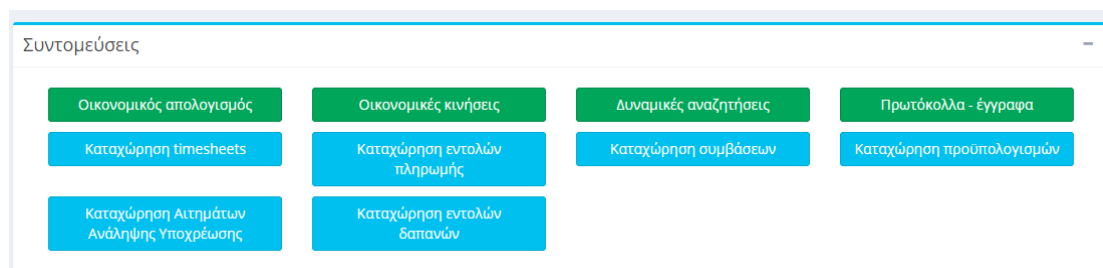 Συντομεύσεις
Οικονομικός απολογισμός
Οικονομικές κινήσεις
Δυναμικές αναζητήσεις
Πρωτόκολλα - έγγραφα
Καταχώρηση timesheets
Καταχώρηση εντολών
πληρωμής
Καταχώρηση συμβάσεων
Καταχώρηση προϋπολογισμών
Καταχώρηση Αιτημάτων
Ανάληψης Υποχρέωσης
Καταχώρηση εντολών
δαπανών